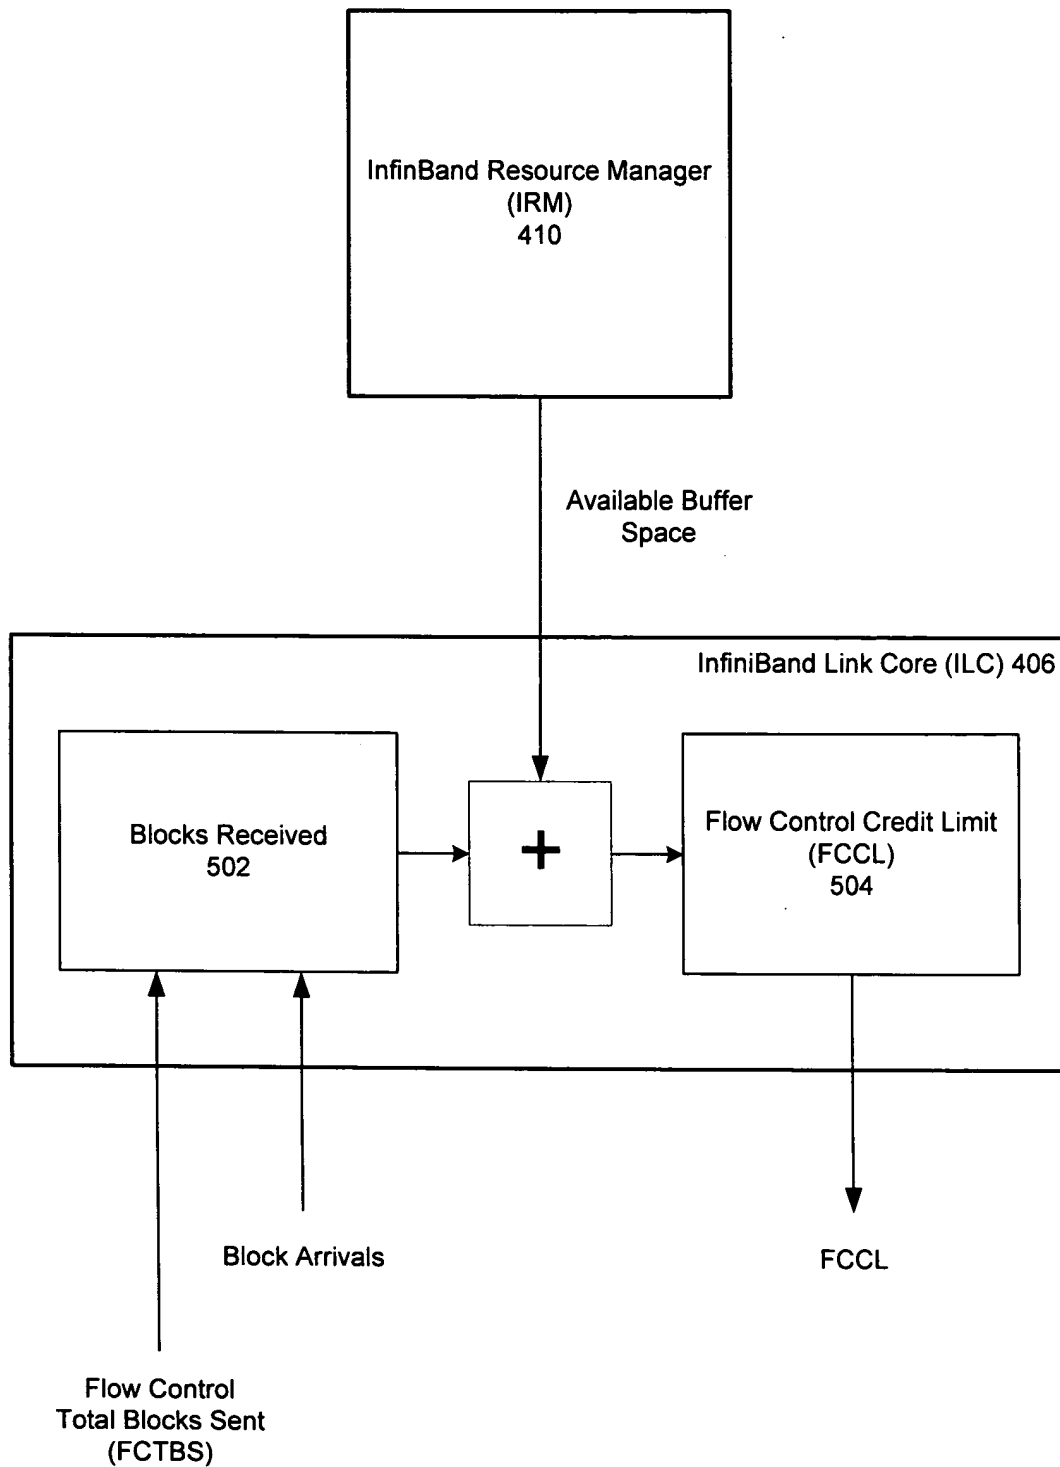 InfinBand Resource Manager
(IRM)
410
Available Buffer
Space
InfiniBand Link Core (ILC) 406
Blocks Received
502
+
Flow Control Credit Limit
(FCCL)
504
Block Arrivals
FCCL
Flow Control
Total Blocks Sent
(FCTBS)